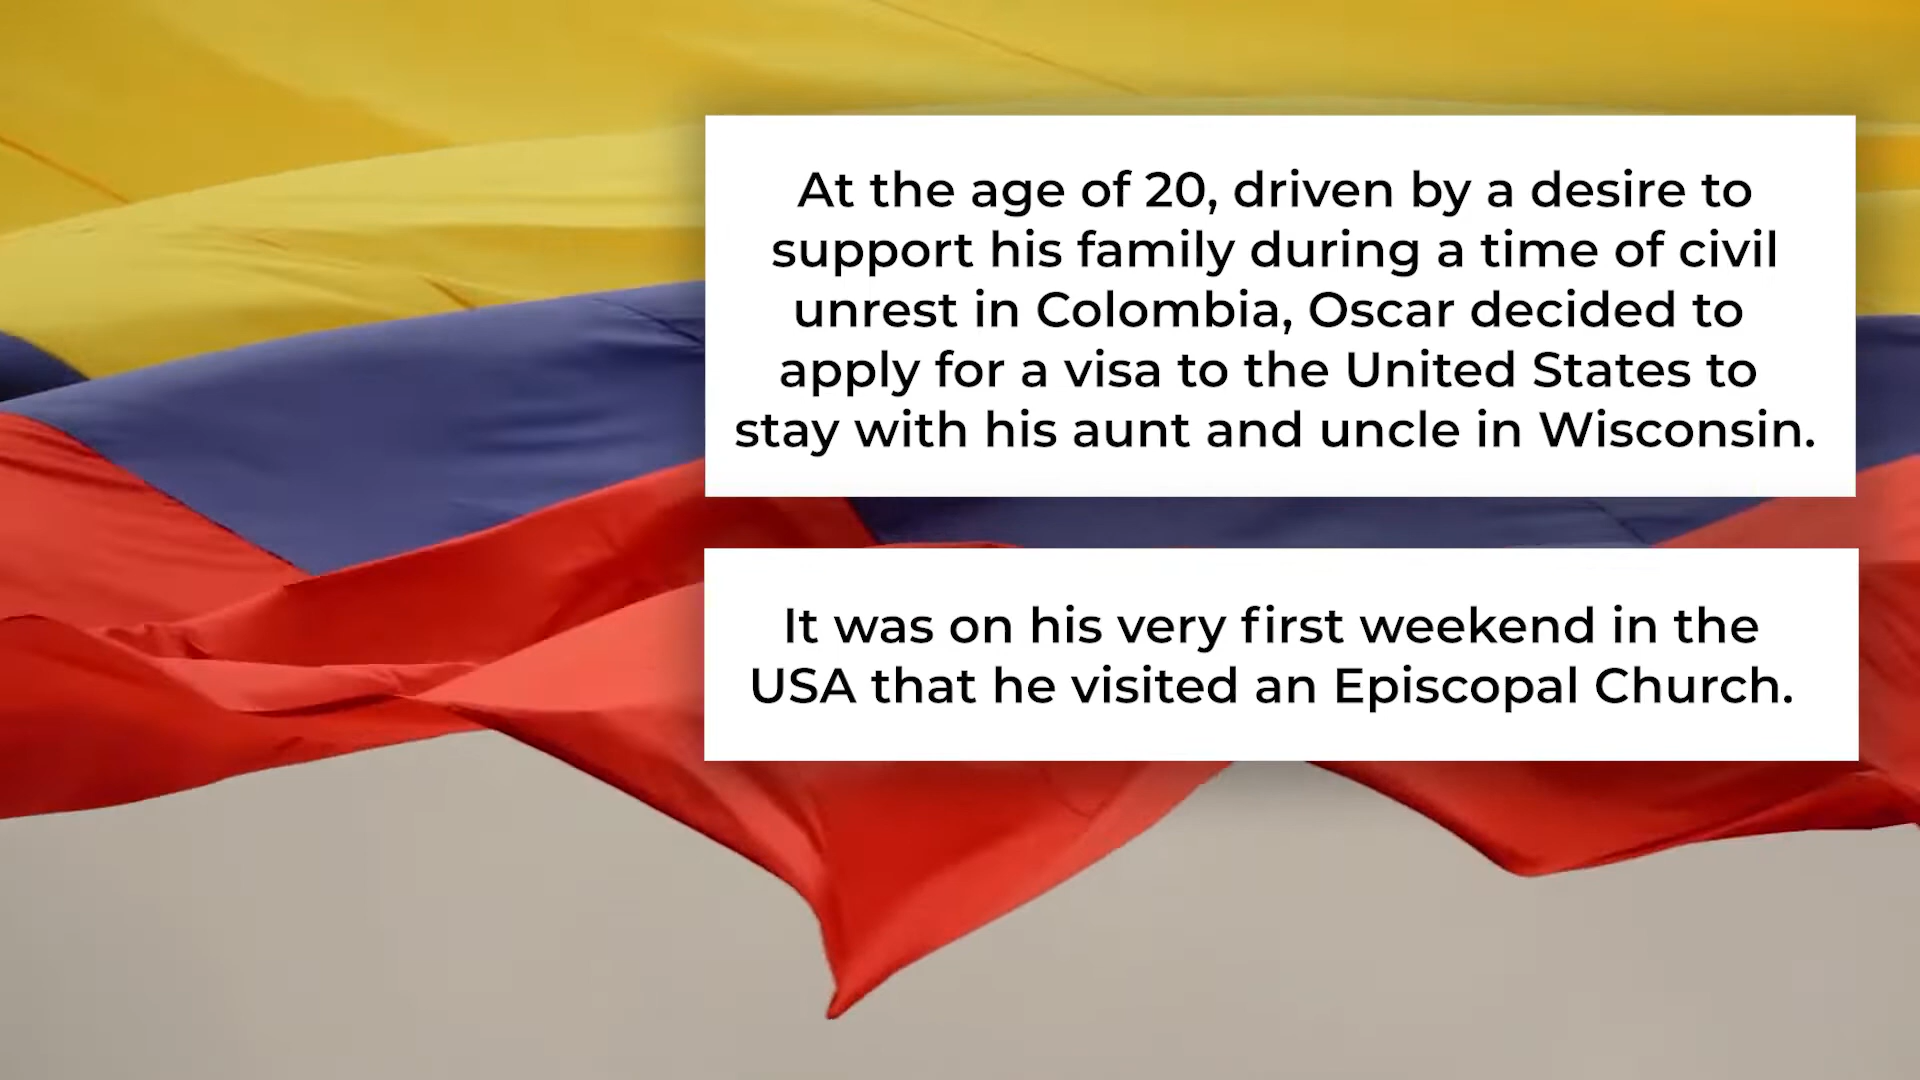 At the age of 20, driven by a desire to
support his family during a time of civil
unrest in Colombia, Oscar decided to
apply for a visa to the United States to
stay with his aunt and uncle in Wisconsin.
It was on his very first weekend in the
USA that he visited an Episcopal Church.